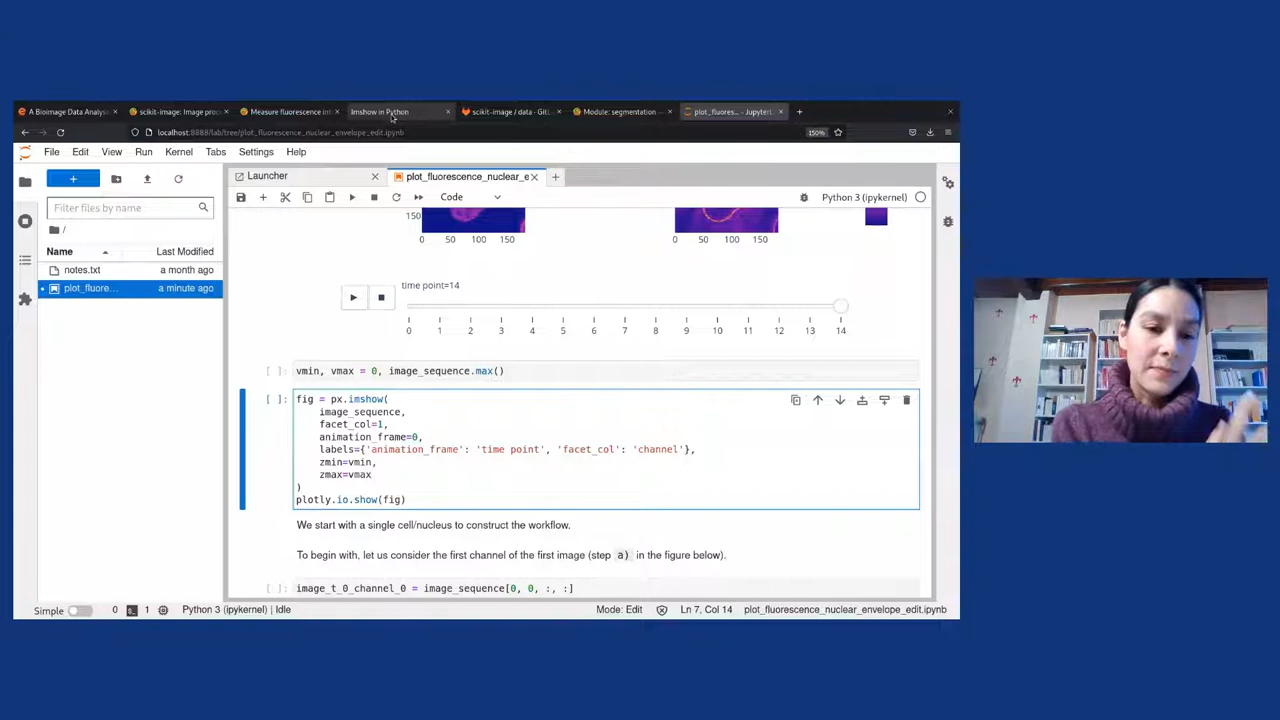 A Bioimage Data Analys
scikit-image: Image proc
Measure fluorescence int
Imshow in Python
scikit-image / data · GitL
Module: segmentation —
plot_fluores... - Jupyterl
localhost:8888/lab/tree/plot_fluorescence_nuclear_envelope_edit.ipynb
150%
File Edit View Run Kernel Tabs Settings Help
Filter files by name
/
Name Last Modified
notes.txt a month ago
plot_fluore... a minute ago
Launcher
plot_fluorescence_nuclear_e
Code
Python 3 (ipykernel)
150
0 50 100 150
0 50 100 150
time point=14
0 1 2 3 4 5 6 7 8 9 10 11 12 13 14
[ ]: vmin, vmax = 0, image_sequence.max()
[ ]: fig = px.imshow(
image_sequence,
facet_col=1,
animation_frame=0,
labels={'animation_frame': 'time point', 'facet_col': 'channel'},
zmin=vmin,
zmax=vmax
)
plotly.io.show(fig)
We start with a single cell/nucleus to construct the workflow.
To begin with, let us consider the first channel of the first image (step a) in the figure below).
[ ]: image_t_0_channel_0 = image_sequence[0, 0, :, :]
Simple 0 1 Python 3 (ipykernel) | Idle Mode: Edit Ln 7, Col 14 plot_fluorescence_nuclear_envelope_edit.ipynb